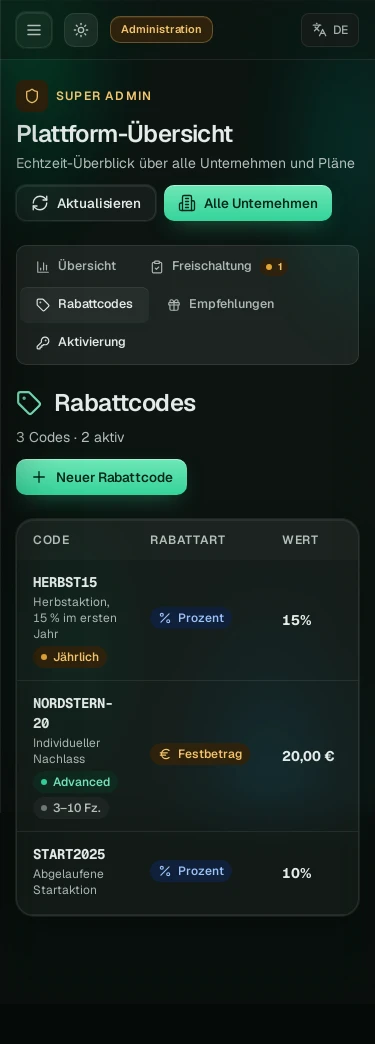 Administration
DE
SUPER ADMIN
Plattform-Übersicht
Echtzeit-Überblick über alle Unternehmen und Pläne
Aktualisieren
Alle Unternehmen
Übersicht
Freischaltung
1
Rabattcodes
Empfehlungen
Aktivierung
Rabattcodes
3 Codes · 2 aktiv
Neuer Rabattcode
CODE RABATTART WERT
HERBST15
Herbstaktion,
15 % im ersten
Jahr
Jährlich
Prozent
15%
NORDSTERN-
20
Individueller
Nachlass
Advanced
3–10 Fz.
Festbetrag
20,00 €
START2025
Abgelaufene
Startaktion
Prozent
10%